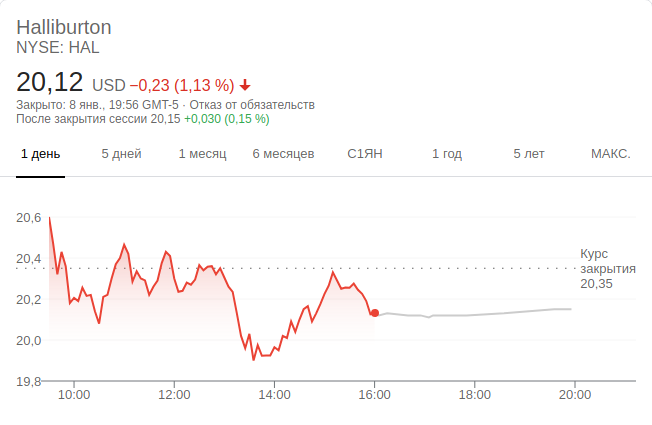 Halliburton
NYSE: HAL
20,12 USD −0,23 (1,13 %)
Закрыто: 8 янв., 19:56 GMT-5 · Отказ от обязательств
После закрытия сессии 20,15 +0,030 (0,15 %)
1 день 5 дней 1 месяц 6 месяцев С1ЯН 1 год 5 лет МАКС.
20,6
20,4
Курс
закрытия
20,35
20,2
20,0
19,8
10:00 12:00 14:00 16:00 18:00 20:00